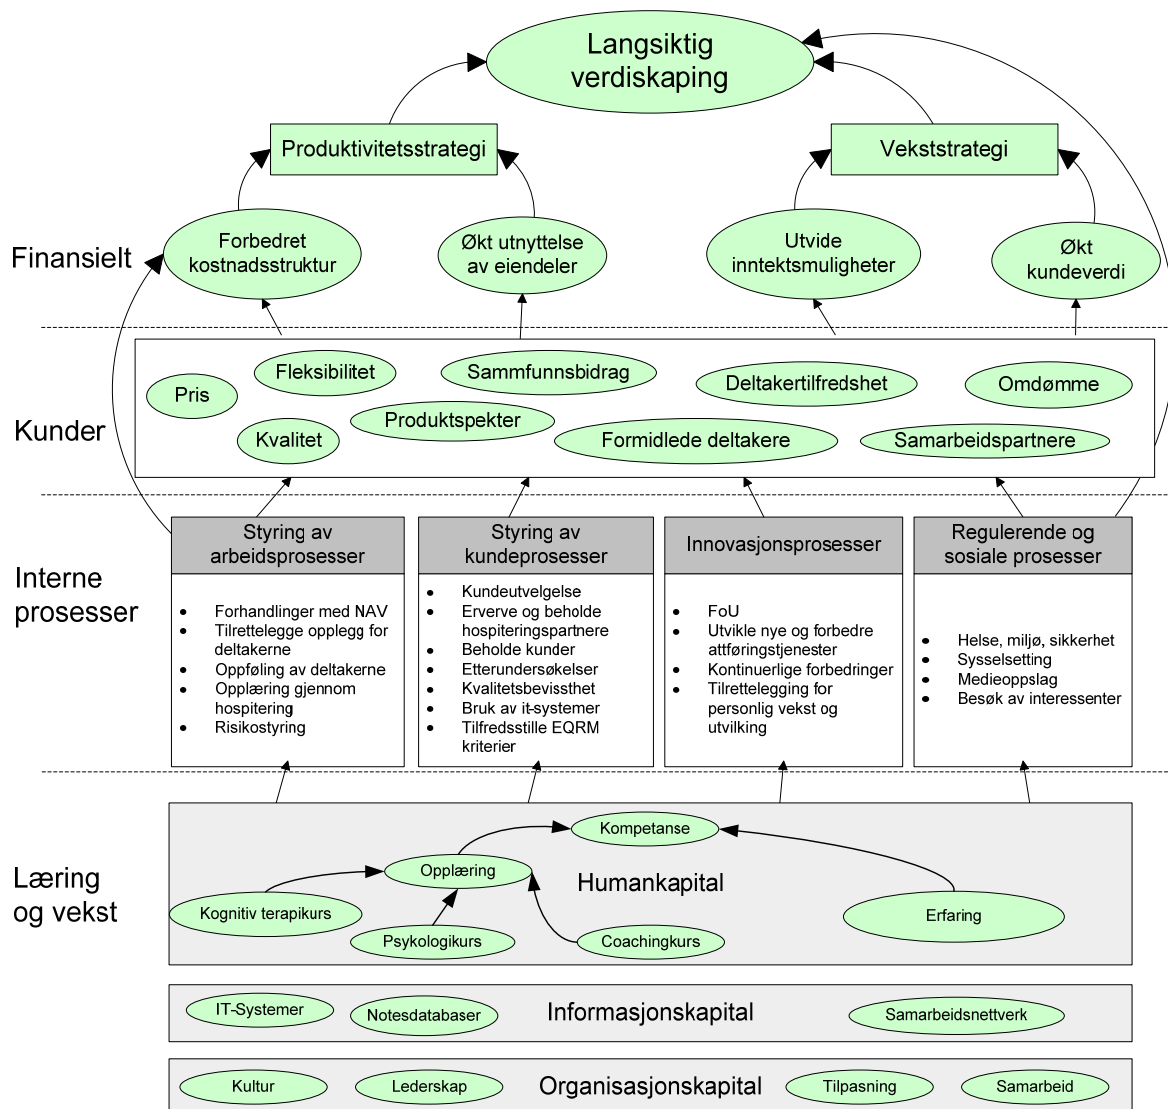 Langsiktig
verdiskaping
Produktivitetsstrategi
Vekststrategi
Finansielt
Forbedret
kostnadsstruktur
Økt utnyttelse
av eiendeler
Utvide
inntektsmuligheter
Økt
kundeverdi
Kunder
Pris
Fleksibilitet
Sammfunnsbidrag
Deltakertilfredshet
Omdømme
Kvalitet
Produktspekter
Formidlede deltakere
Samarbeidspartnere
Interne
prosesser
Styring av
arbeidsprosesser
• Forhandlinger med NAV
• Tilrettelegge opplegg for
deltakerne
• Oppføling av deltakerne
• Opplæring gjennom
hospitering
• Risikostyring
Styring av
kundeprosesser
• Kundeutvelgelse
• Erverve og beholde
hospiteringspartnere
• Beholde kunder
• Etterundersøkelser
• Kvalitetsbevissthet
• Bruk av it-systemer
• Tilfredsstille EQRM
kriterier
Innovasjonsprosesser
• FoU
• Utvikle nye og forbedre
attføringstjenester
• Kontinuerlige forbedringer
• Tilrettelegging for
personlig vekst og
utvilking
Regulerende og
sosiale prosesser
• Helse, miljø, sikkerhet
• Sysselsetting
• Medieoppslag
• Besøk av interessenter
Læring
og vekst
Kompetanse
Opplæring
Humankapital
Kognitiv terapikurs
Psykologikurs
Coachingkurs
Erfaring
IT-Systemer
Notesdatabaser
Informasjonskapital
Samarbeidsnettverk
Kultur
Lederskap
Organisasjonskapital
Tilpasning
Samarbeid